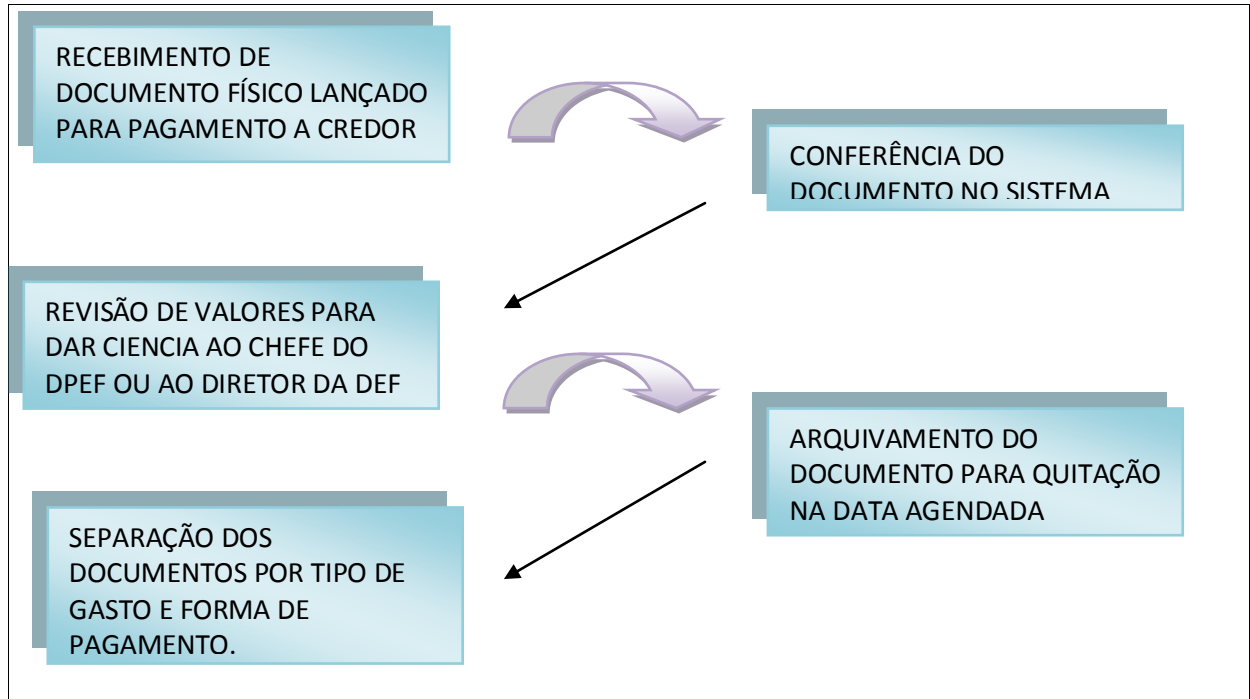 RECEBIMENTO DE
DOCUMENTO FÍSICO LANÇADO
PARA PAGAMENTO A CREDOR
CONFERÊNCIA DO
DOCUMENTO NO SISTEMA
REVISÃO DE VALORES PARA
DAR CIENCIA AO CHEFE DO
DPEF OU AO DIRETOR DA DEF
ARQUIVAMENTO DO
DOCUMENTO PARA QUITAÇÃO
NA DATA AGENDADA
SEPARAÇÃO DOS
DOCUMENTOS POR TIPO DE
GASTO E FORMA DE
PAGAMENTO.